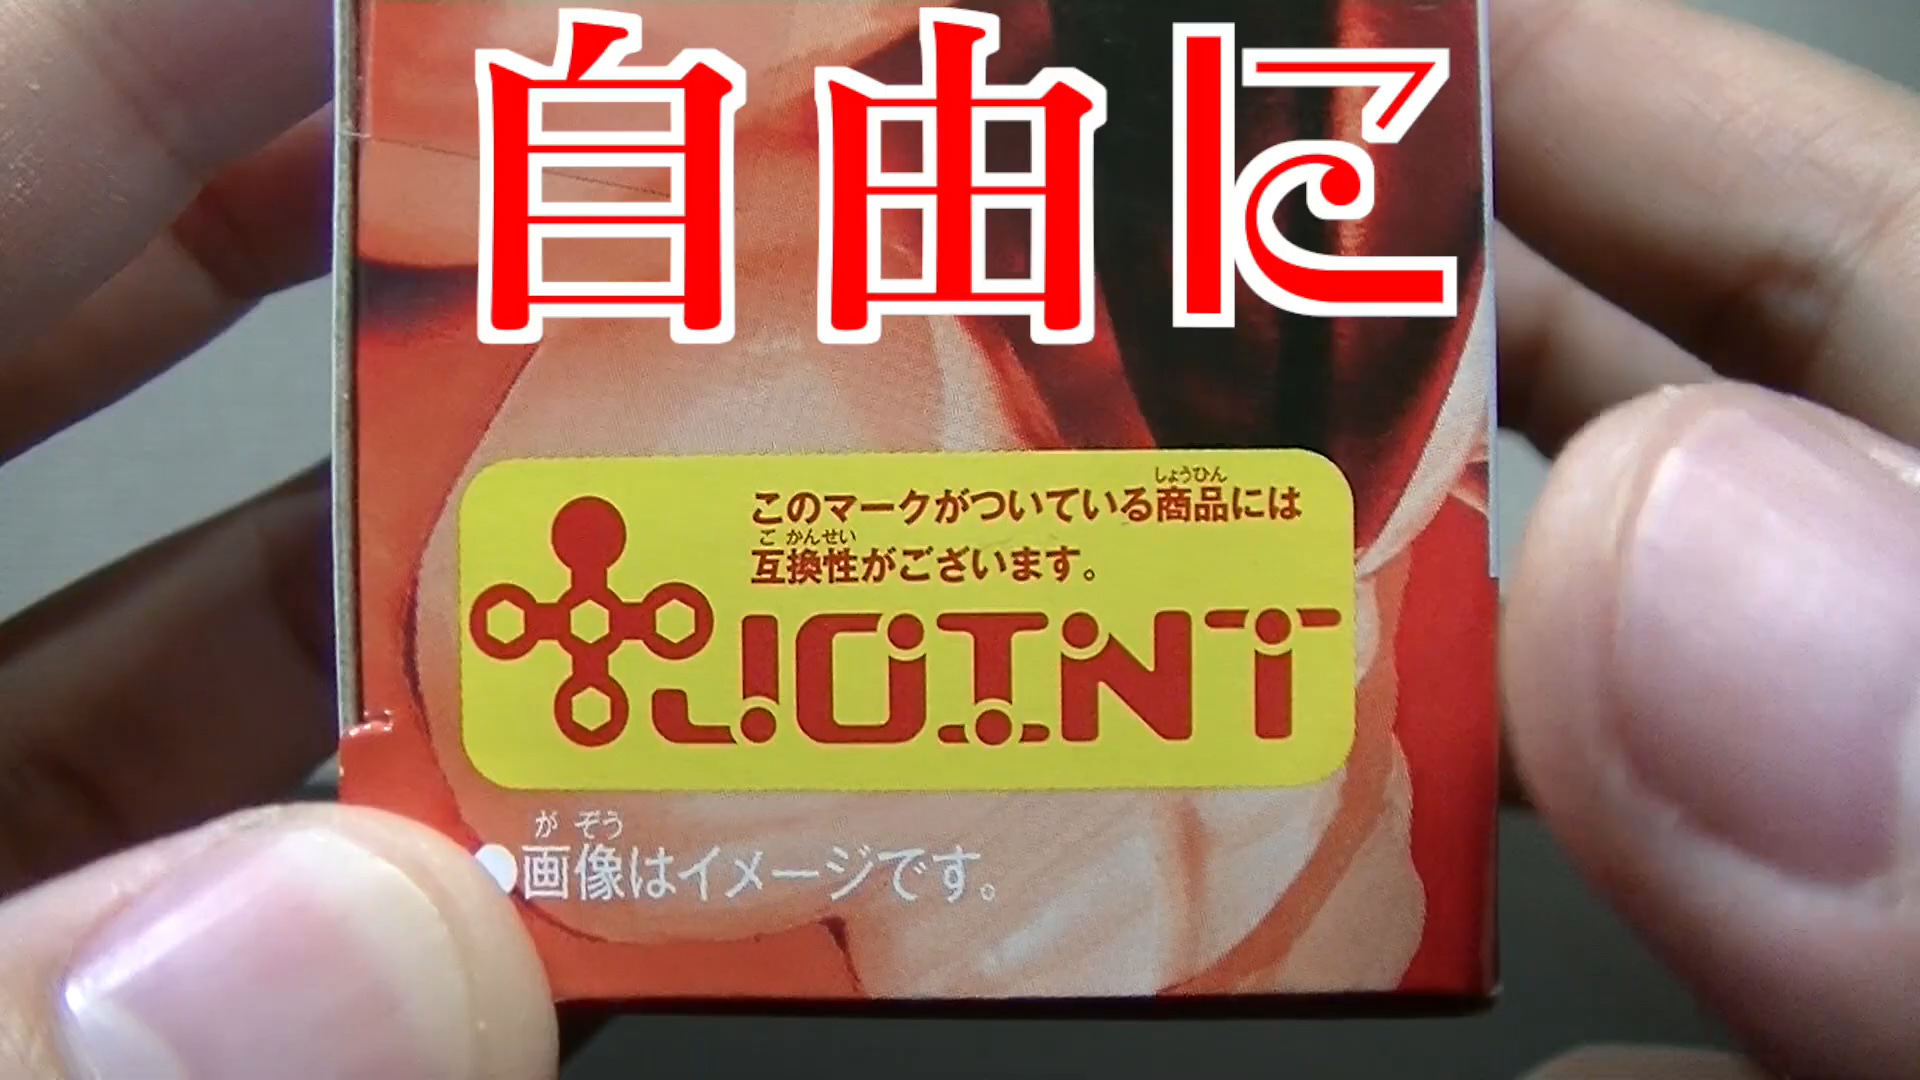 自由に
しょうひん
このマークがついている商品には
ごかんせい
互換性がございます。
JOINT
がぞう
●画像はイメージです。